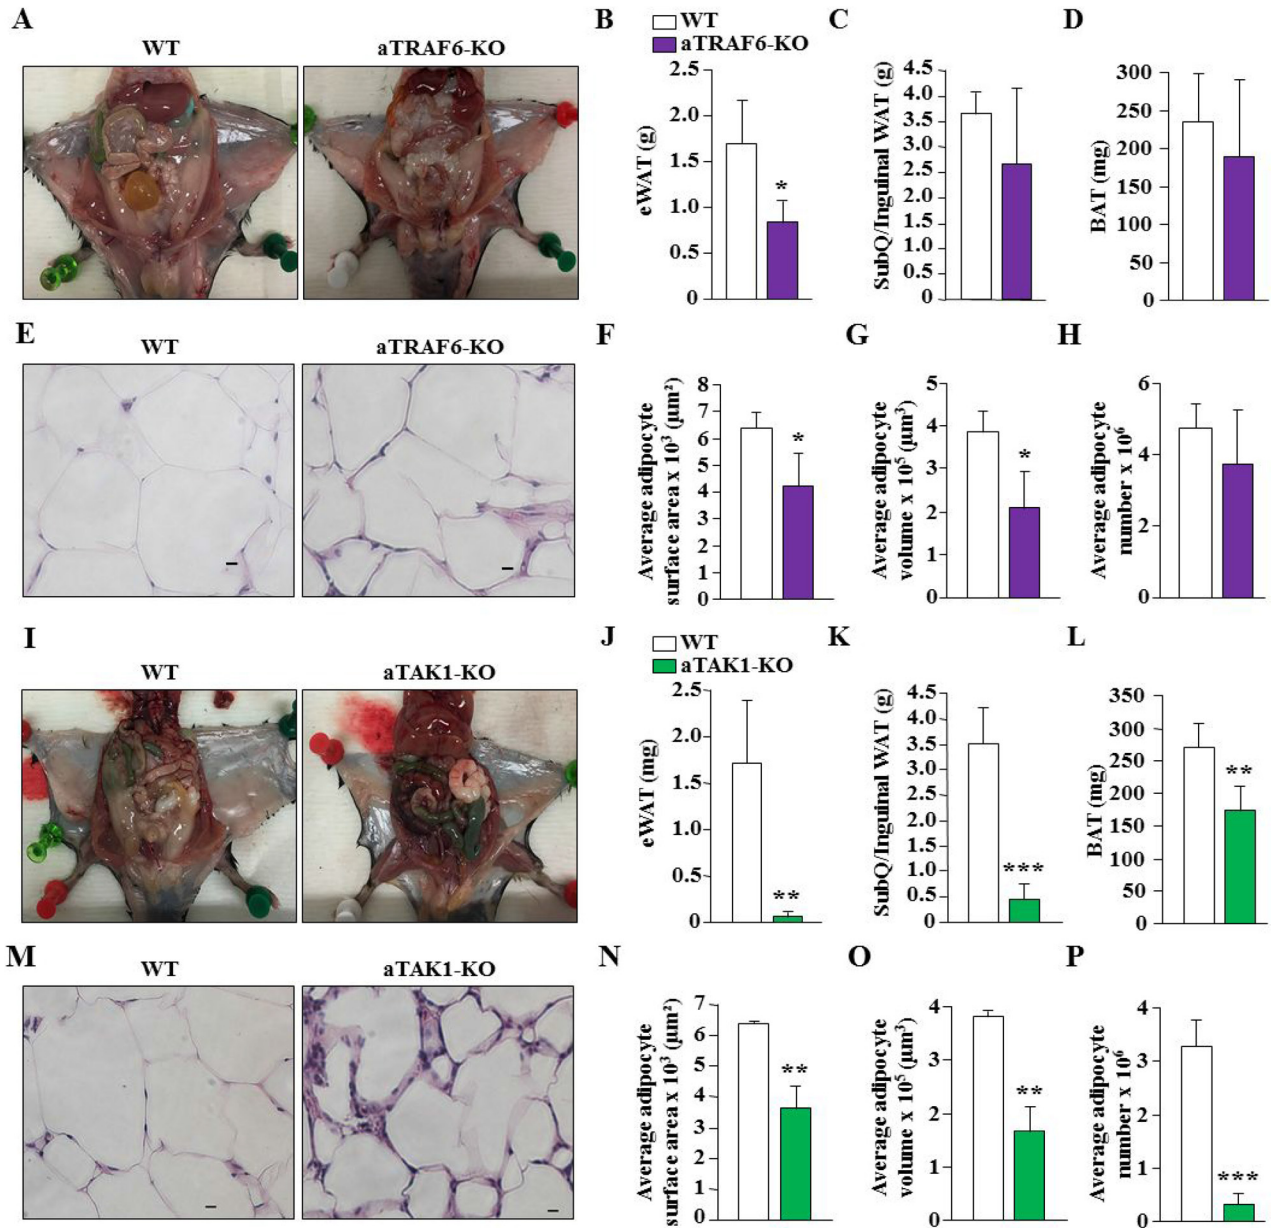 A
WT
aTRAF6-KO
B
WT
aTRAF6-KO
eWAT (g)
2.5
2.0
1.5
1.0
0.5
0
*
C
SubQ/Inguinal WAT (g)
4.5
4.0
3.5
3.0
2.5
2.0
1.5
1.0
0.5
0
D
BAT (mg)
300
250
200
150
100
50
0
E
WT
aTRAF6-KO
F
Average adipocyte
surface area x 10³ (µm²)
8
7
6
5
4
3
2
1
0
*
G
Average adipocyte
volume x 10⁵ (µm³)
5
4
3
2
1
0
*
H
Average adipocyte
number x 10⁶
6
4
2
0
I
WT
aTAK1-KO
J
WT
aTAK1-KO
eWAT (mg)
2.5
2.0
1.5
1.0
0.5
0
**
K
SubQ/Inguinal WAT (g)
4.5
4.0
3.5
3.0
2.5
2.0
1.5
1.0
0.5
0
***
L
BAT (mg)
350
300
250
200
150
100
50
0
**
M
WT
aTAK1-KO
N
Average adipocyte
surface area x 10³ (µm²)
7
6
5
4
3
2
1
0
**
O
Average adipocyte
volume x 10⁵ (µm³)
4
3
2
1
0
**
P
Average adipocyte
number x 10⁶
4
3
2
1
0
***